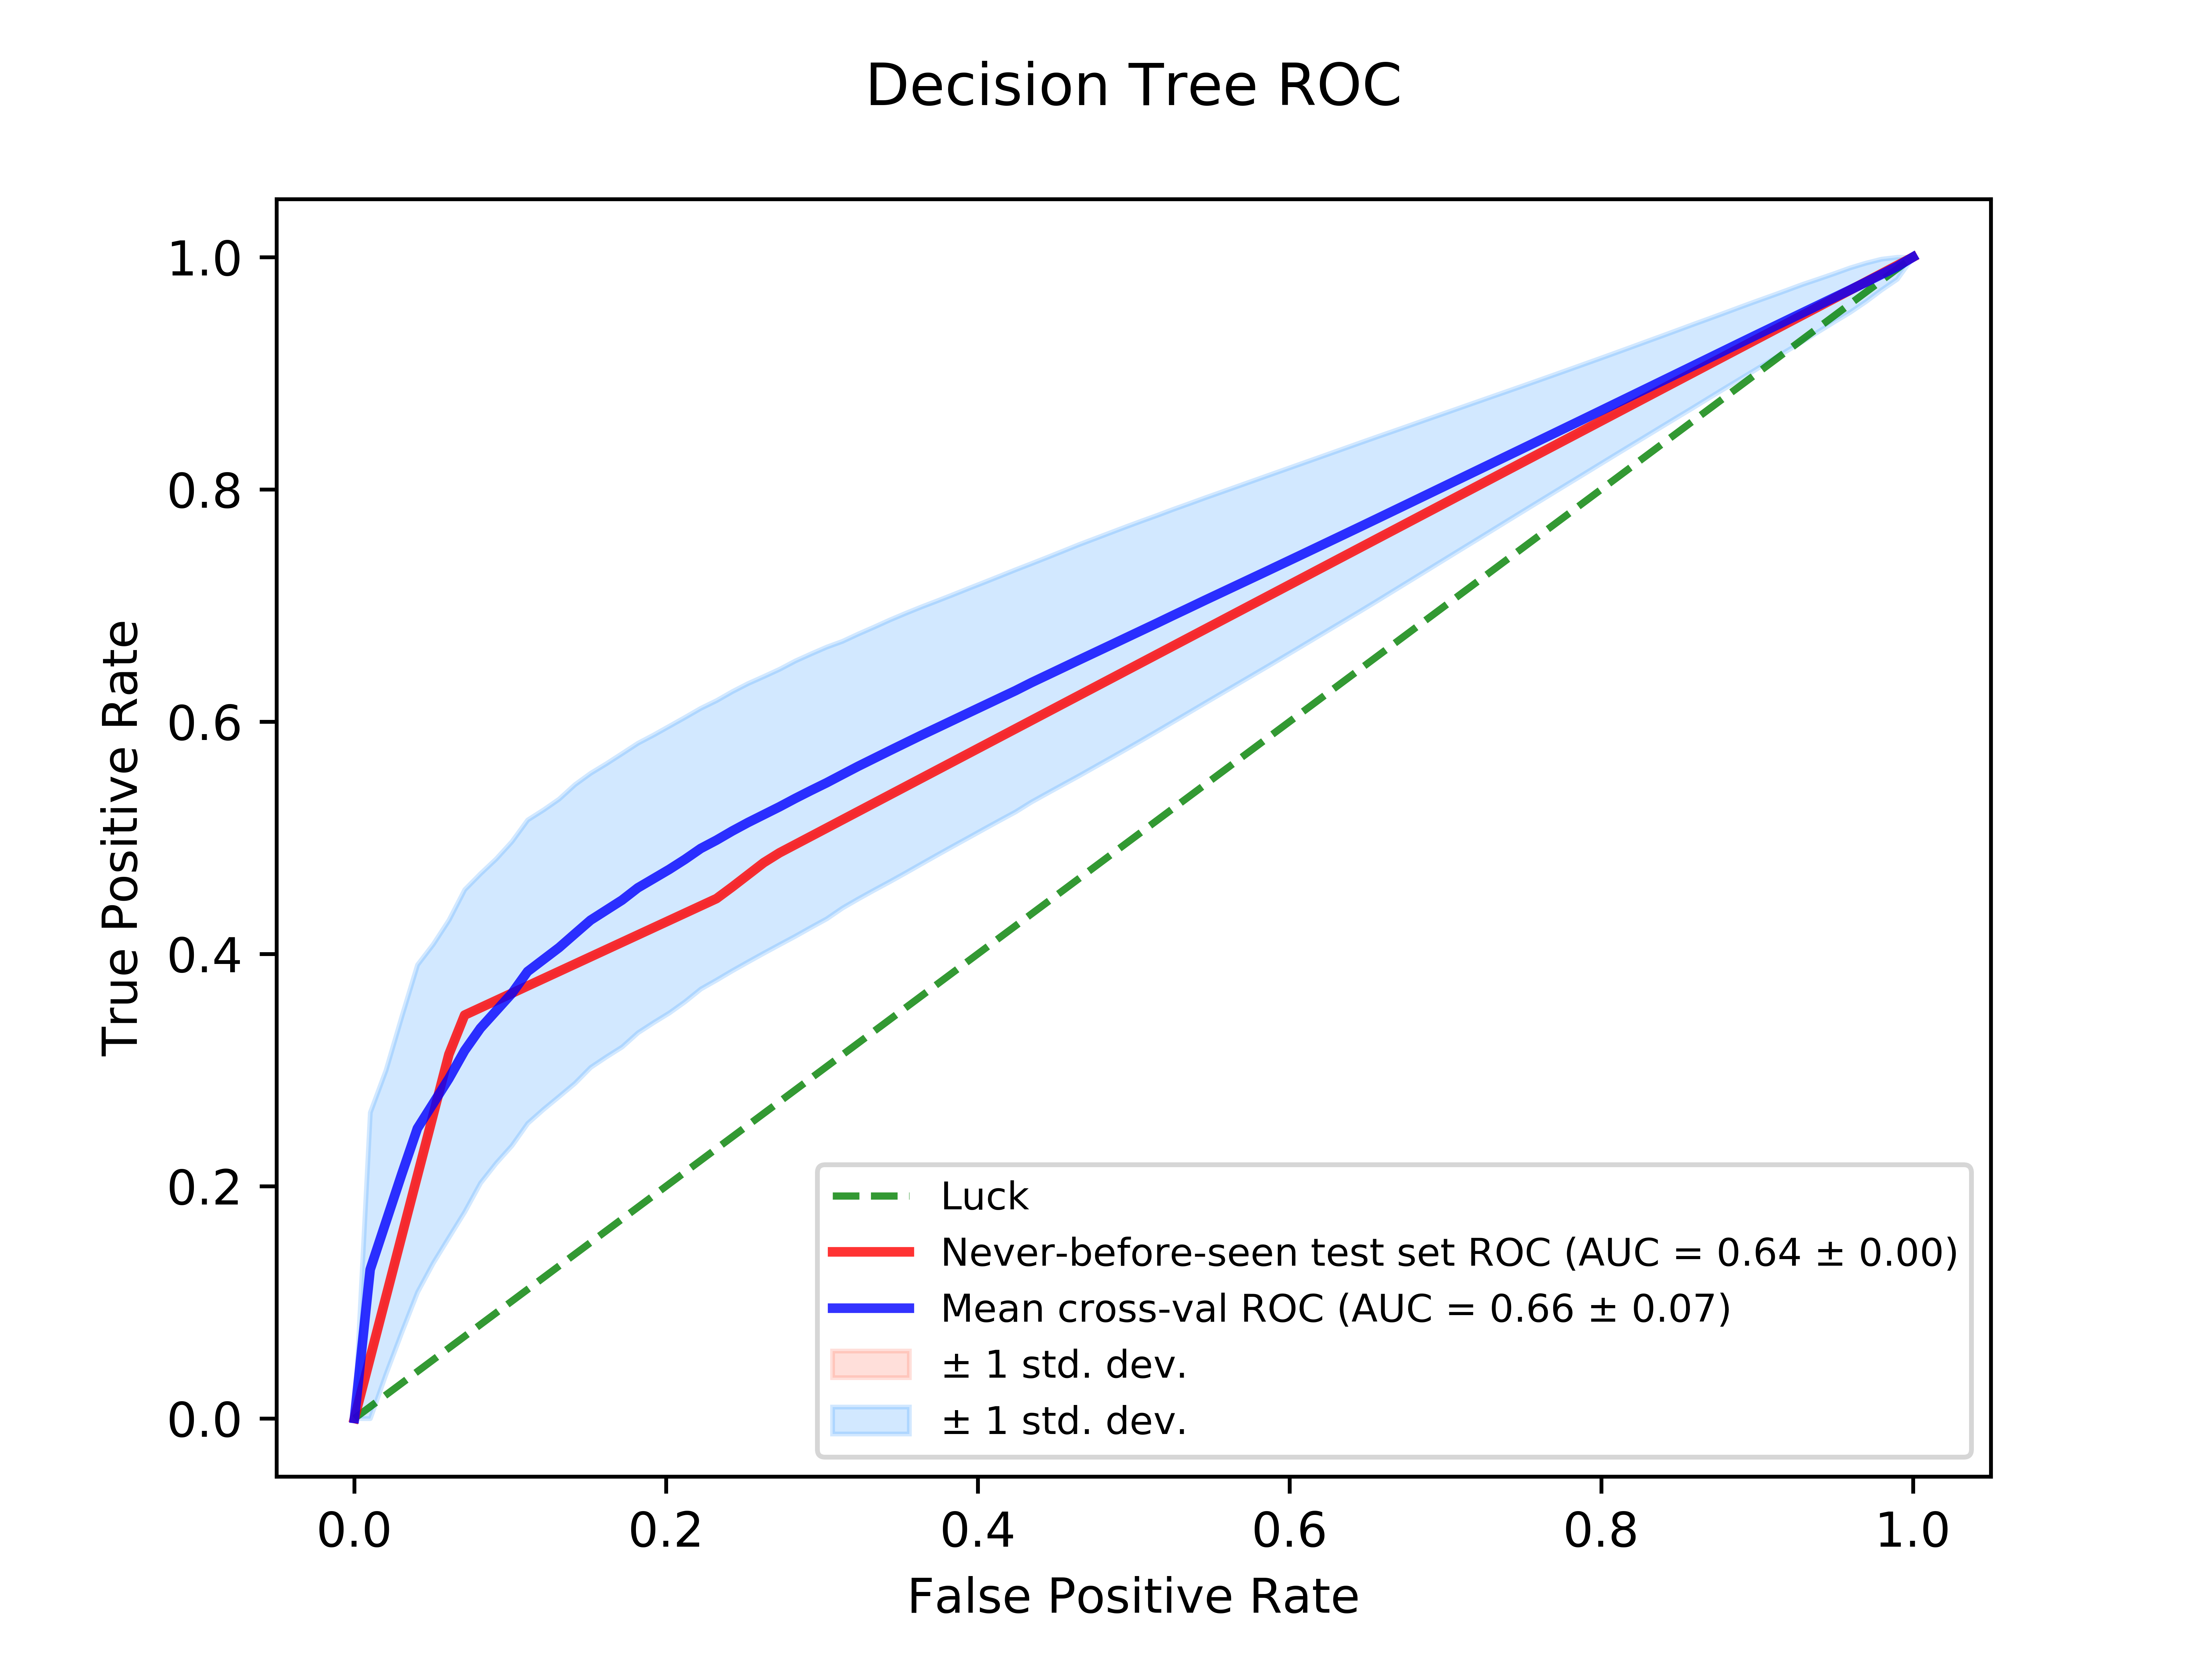 Decision Tree ROC
True Positive Rate
1.0
0.8
0.6
0.4
0.2
0.0
Luck
Never-before-seen test set ROC (AUC = 0.64 ± 0.00)
Mean cross-val ROC (AUC = 0.66 ± 0.07)
± 1 std. dev.
± 1 std. dev.
0.0 0.2 0.4 0.6 0.8 1.0
False Positive Rate